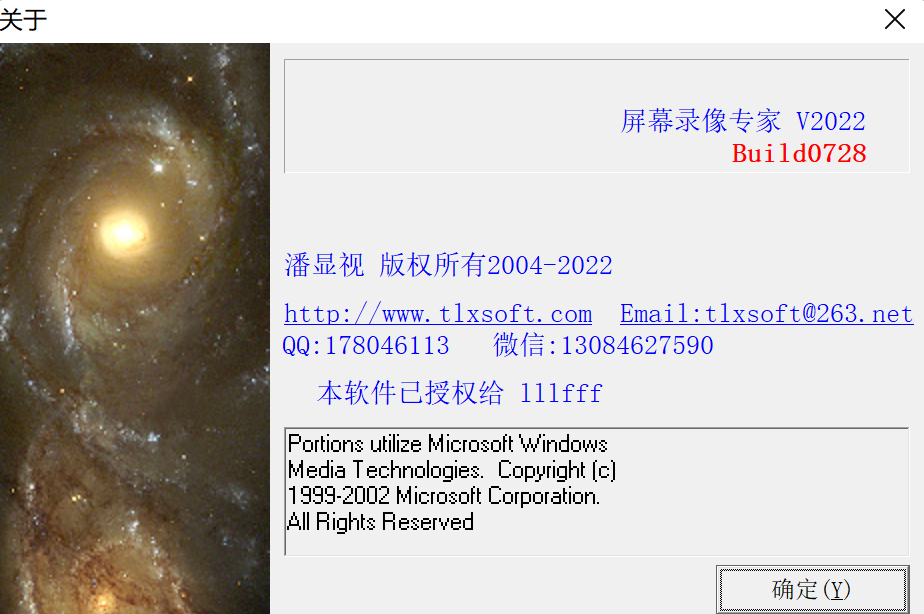 关于
屏幕录像专家 V2022
Build0728
潘显视 版权所有2004-2022
http://www.tlxsoft.com Email:tlxsoft@263.net
QQ:178046113 微信:13084627590
本软件已授权给 lllfff
Portions utilize Microsoft Windows
Media Technologies. Copyright (c)
1999-2002 Microsoft Corporation.
All Rights Reserved
确定(Y)